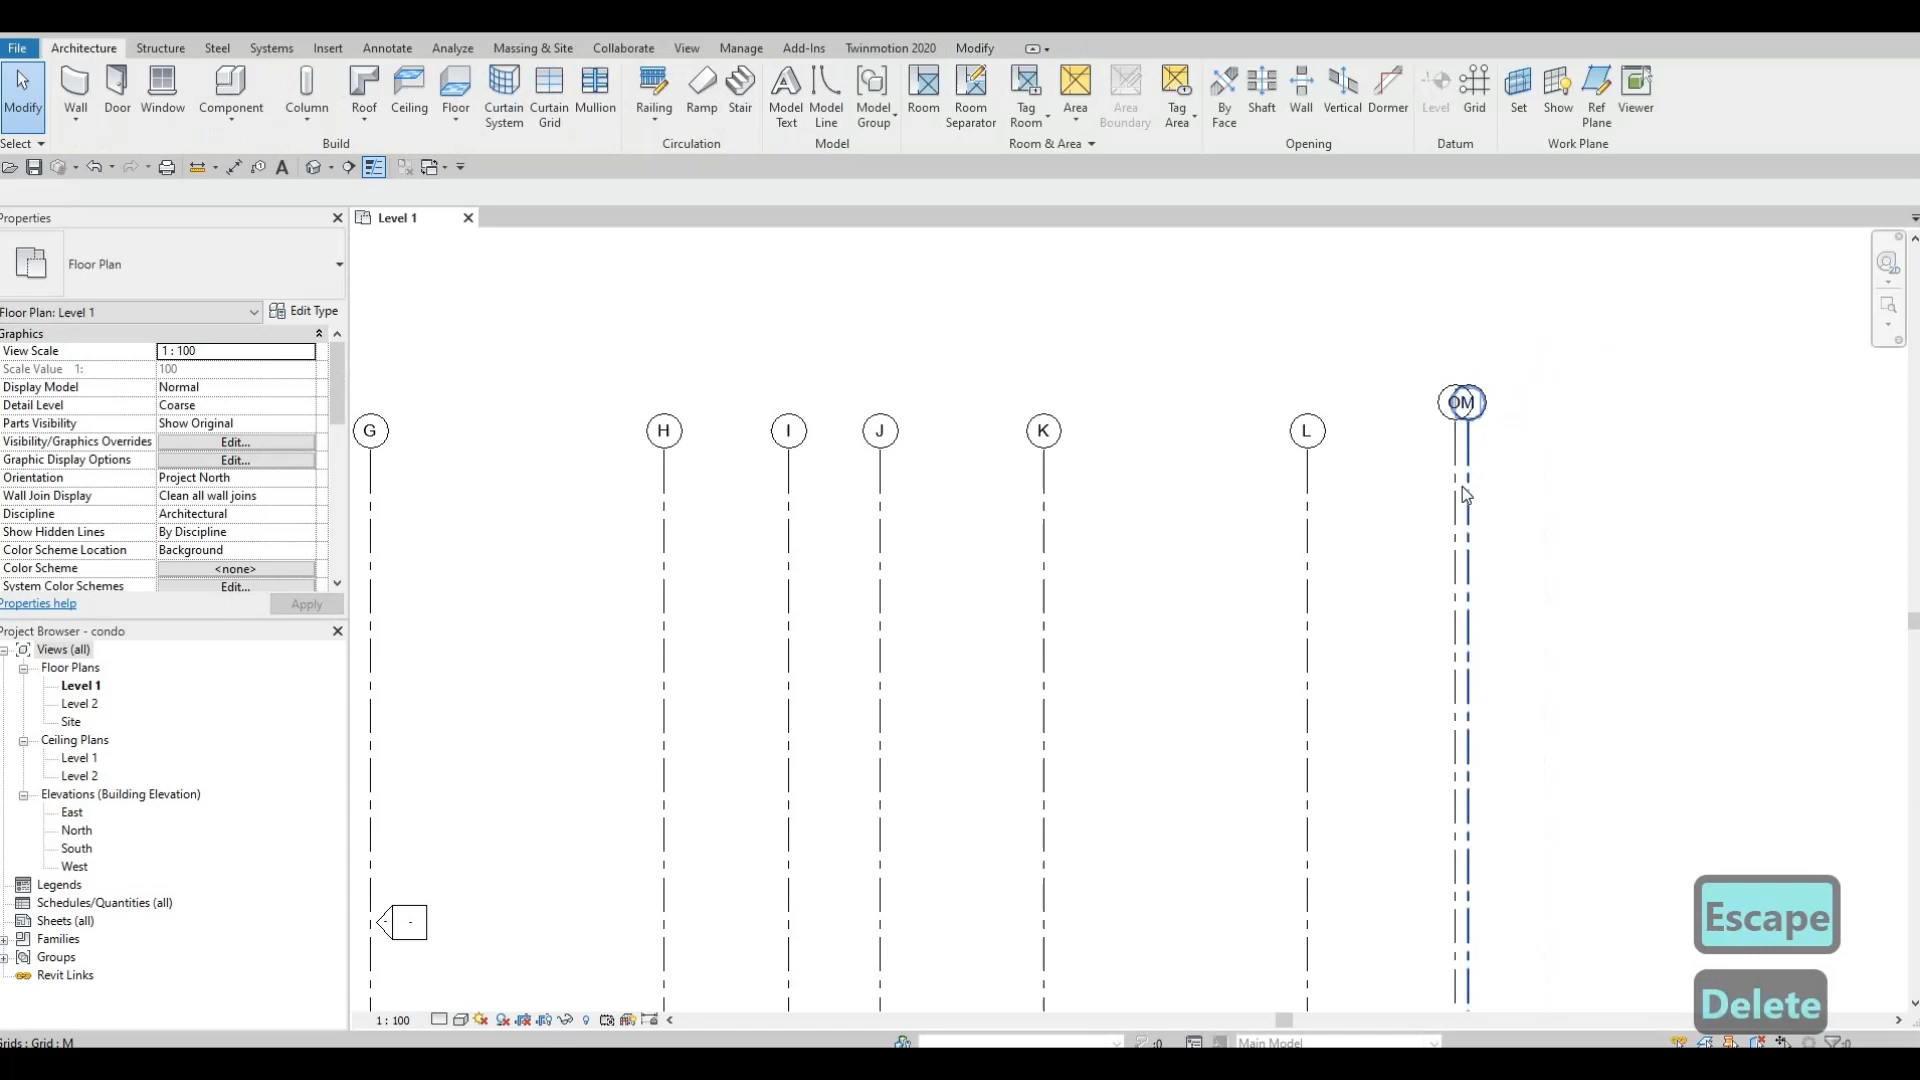 File Architecture Structure Steel Systems Insert Annotate Analyze Massing & Site Collaborate View Manage Add-Ins Twinmotion 2020 Modify
Modify Wall Door Window Component Column Roof Ceiling Floor Curtain System Curtain Grid Mullion Railing Ramp Stair Model Text Model Line Model Group Room Room Separator Tag Room Area Area Boundary Tag Area By Face Shaft Wall Vertical Dormer Level Grid Set Show Ref Plane Viewer
Select Build Circulation Model Room & Area Opening Datum Work Plane
A
Properties
Level 1
Floor Plan
Floor Plan: Level 1
Edit Type
Graphics
View Scale 1 : 100
Scale Value 1: 100
Display Model Normal
Detail Level Coarse
Parts Visibility Show Original
Visibility/Graphics Overrides Edit...
Graphic Display Options Edit...
Orientation Project North
Wall Join Display Clean all wall joins
Discipline Architectural
Show Hidden Lines By Discipline
Color Scheme Location Background
Color Scheme <none>
System Color Schemes Edit...
Properties help
Apply
Project Browser - condo
Views (all)
Floor Plans
Level 1
Level 2
Site
Ceiling Plans
Level 1
Level 2
Elevations (Building Elevation)
East
North
South
West
Legends
Schedules/Quantities (all)
Sheets (all)
Families
Groups
Revit Links
G H I J K L O M
2D
- -
Escape
Delete
1 : 100
Grids : Grid : M
:0
Main Model
:0